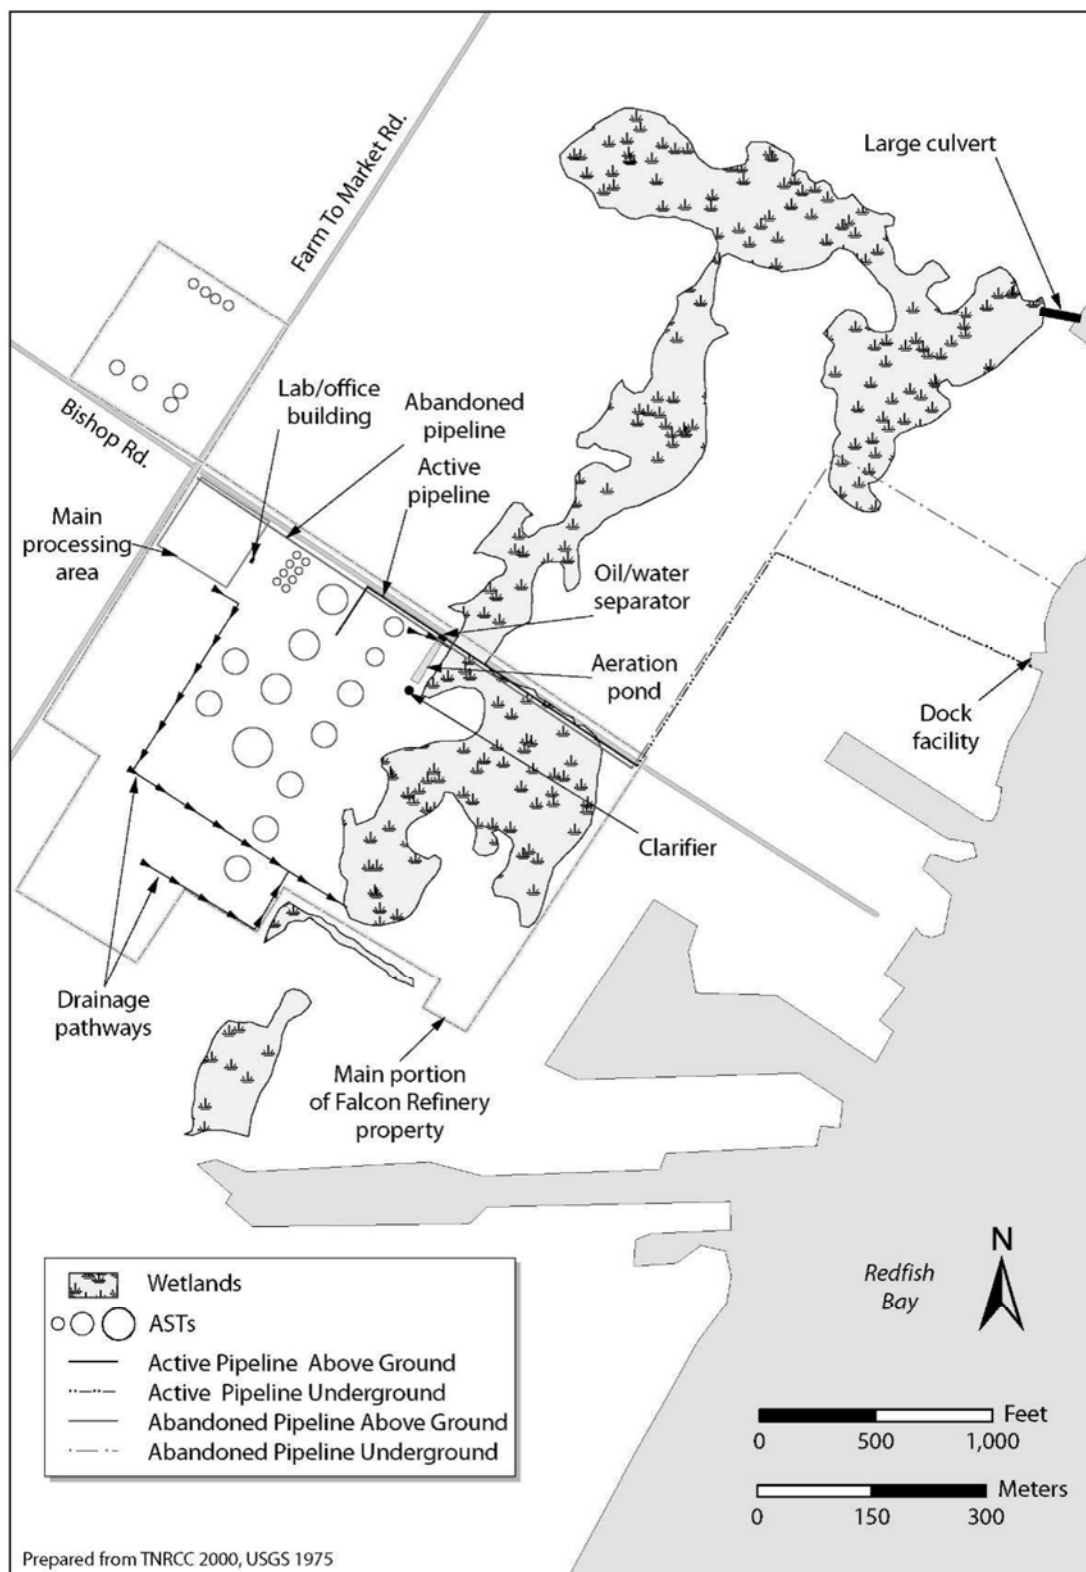 Large culvert
Farm To Market Rd.
Bishop Rd.
Lab/office
building
Abandoned
pipeline
Active
pipeline
Main
processing
area
Oil/water
separator
Aeration
pond
Dock
facility
Clarifier
Drainage
pathways
Main portion
of Falcon Refinery
property
N
Redfish
Bay
Wetlands
ASTs
Active Pipeline Above Ground
Active Pipeline Underground
Abandoned Pipeline Above Ground
Abandoned Pipeline Underground
Feet
0 500 1,000
Meters
0 150 300
Prepared from TNRCC 2000, USGS 1975